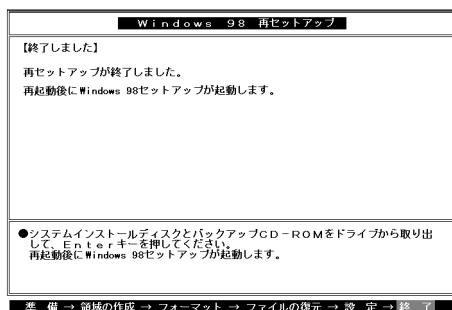 Windows 98 再セットアップ
【終了しました】
再セットアップが終了しました。
再起動後にWindows 98セットアップが起動します。
●システムインストールディスクとバックアップCD-ROMをドライブから取り出
して、Enterキーを押してください。
再起動後にWindows 98セットアップが起動します。
準 備 → 領域の作成 → フォーマット → ファイルの復元 → 設 定 → 終 了